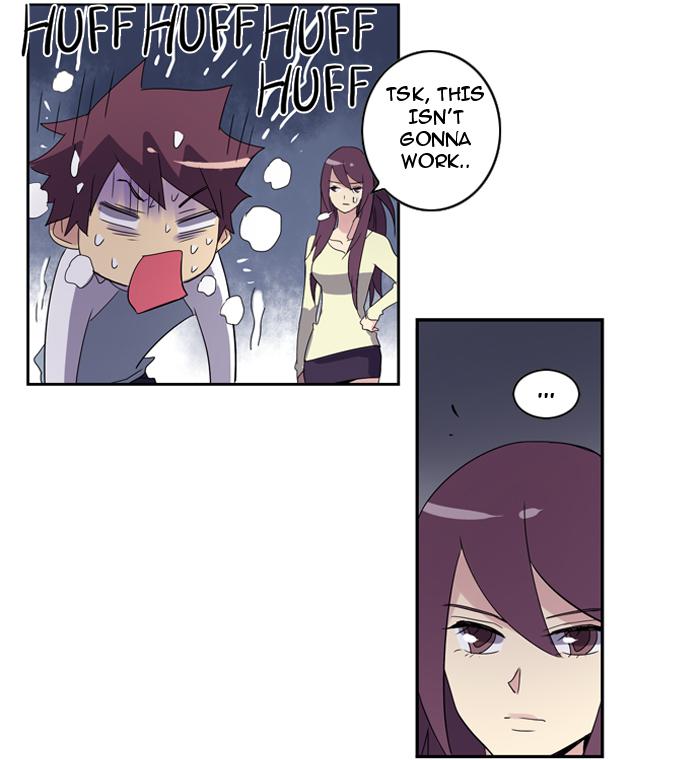 HUFF HUFF HUFF
HUFF
TSK, THIS
ISN'T
GONNA
WORK..
...